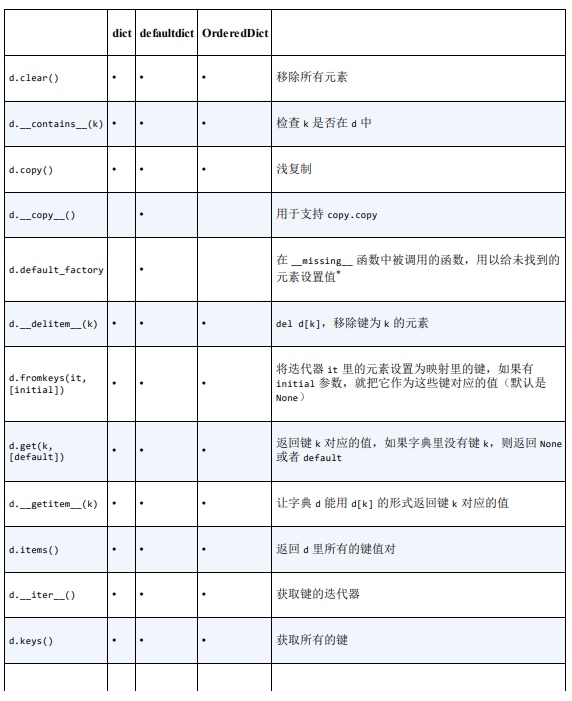 dict defaultdict OrderedDict
d.clear() • • • 移除所有元素
d.__contains__(k) • • • 检查 k 是否在 d 中
d.copy() • • • 浅复制
d.__copy__() • 用于支持 copy.copy
d.default_factory • 在 __missing__ 函数中被调用的函数，用以给未找到的
元素设置值*
d.__delitem__(k) • • • del d[k]，移除键为 k 的元素
d.fromkeys(it,
[initial]) • • • 将迭代器 it 里的元素设置为映射里的键，如果有
initial 参数，就把它作为这些键对应的值（默认是
None）
d.get(k,
[default]) • • • 返回键 k 对应的值，如果字典里没有键 k，则返回 None
或者 default
d.__getitem__(k) • • • 让字典 d 能用 d[k] 的形式返回键 k 对应的值
d.items() • • • 返回 d 里所有的键值对
d.__iter__() • • • 获取键的迭代器
d.keys() • • • 获取所有的键